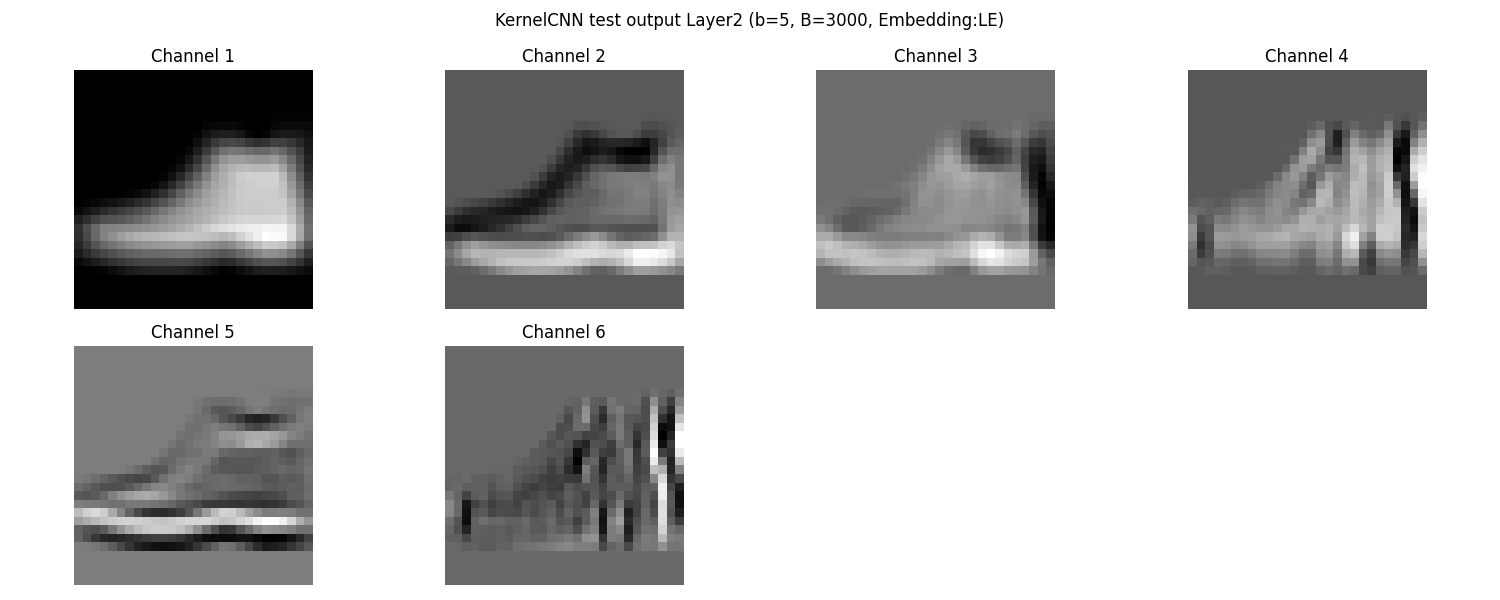 KernelCNN test output Layer2 (b=5, B=3000, Embedding:LE)
Channel 1
Channel 2
Channel 3
Channel 4
Channel 5
Channel 6